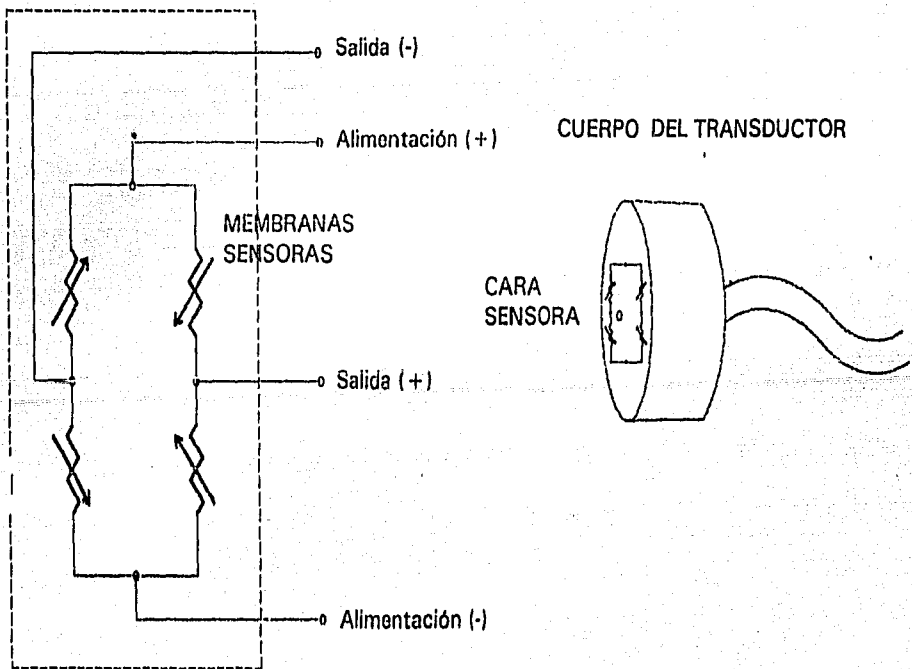 Salida (-)
Alimentación (+)
CUERPO DEL TRANSDUCTOR
MEMBRANAS
SENSORAS
CARA
SENSORA
Salida (+)
Alimentación (-)